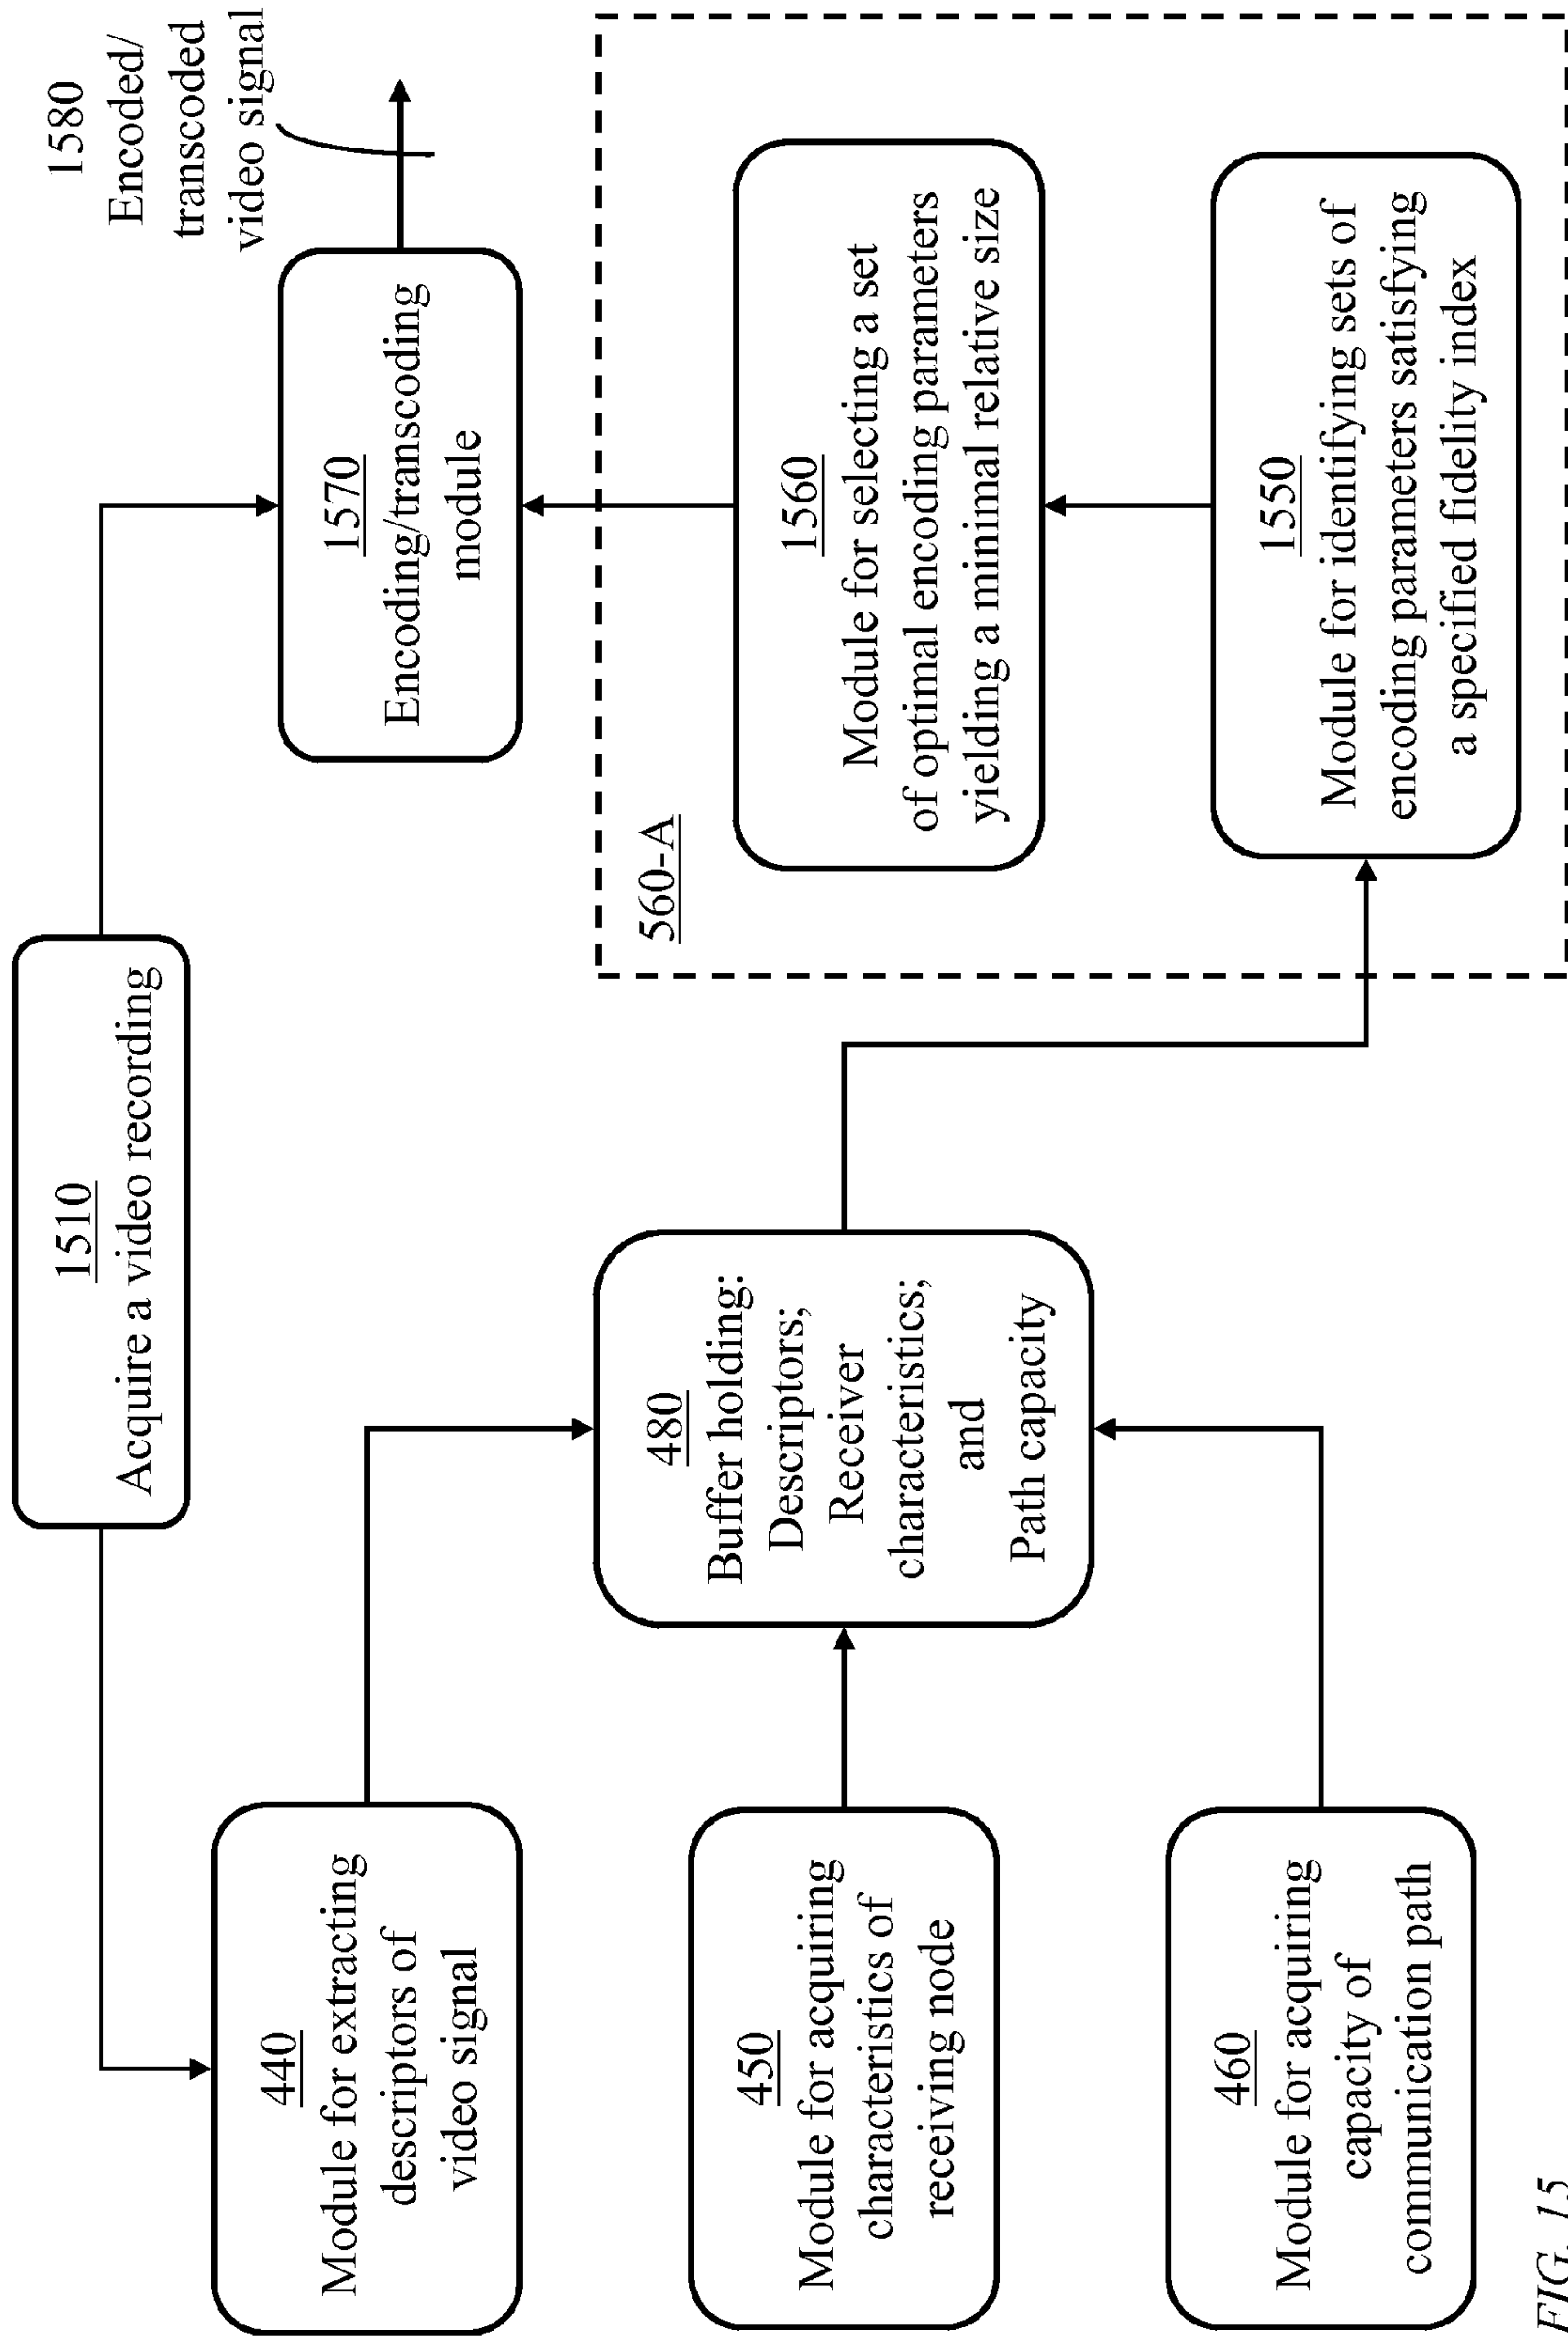 1510
Acquire a video recording
1580
Encoded/
transcoded
video signal
440
Module for extracting
descriptors of
video signal
1570
Encoding/transcoding
module
480
Buffer holding:
Descriptors;
Receiver
characteristics;
and
Path capacity
560-A
450
Module for acquiring
characteristics of
receiving node
1560
Module for selecting a set
of optimal encoding parameters
yielding a minimal relative size
460
Module for acquiring
capacity of
communication path
1550
Module for identifying sets of
encoding parameters satisfying
a specified fidelity index
FIG. 15